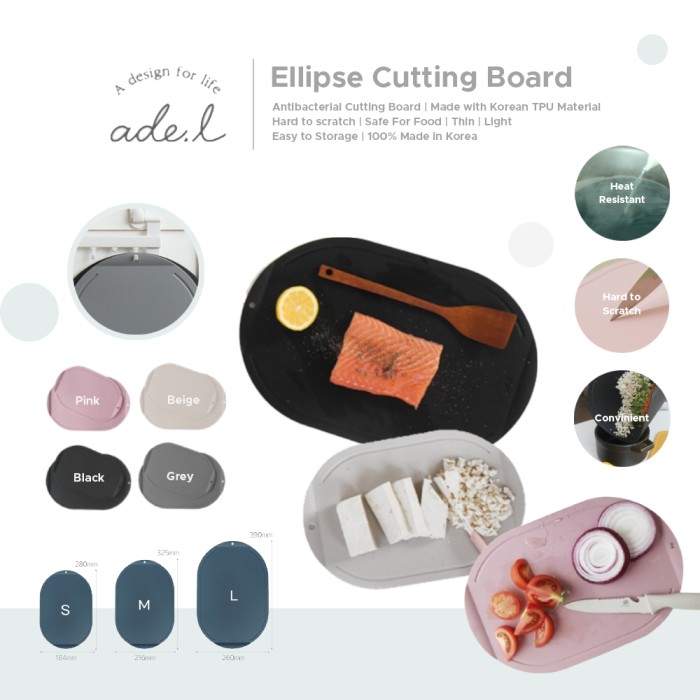 A design for life
ade.l
Ellipse Cutting Board
Antibacterial Cutting Board | Made with Korean TPU Material
Hard to scratch | Safe For Food | Thin | Light
Easy to Storage | 100% Made in Korea
Heat
Resistant
Hard to
Scratch
Convinient
Pink
Beige
Black
Grey
280mm
S
184mm
325mm
M
216mm
390mm
L
260mm